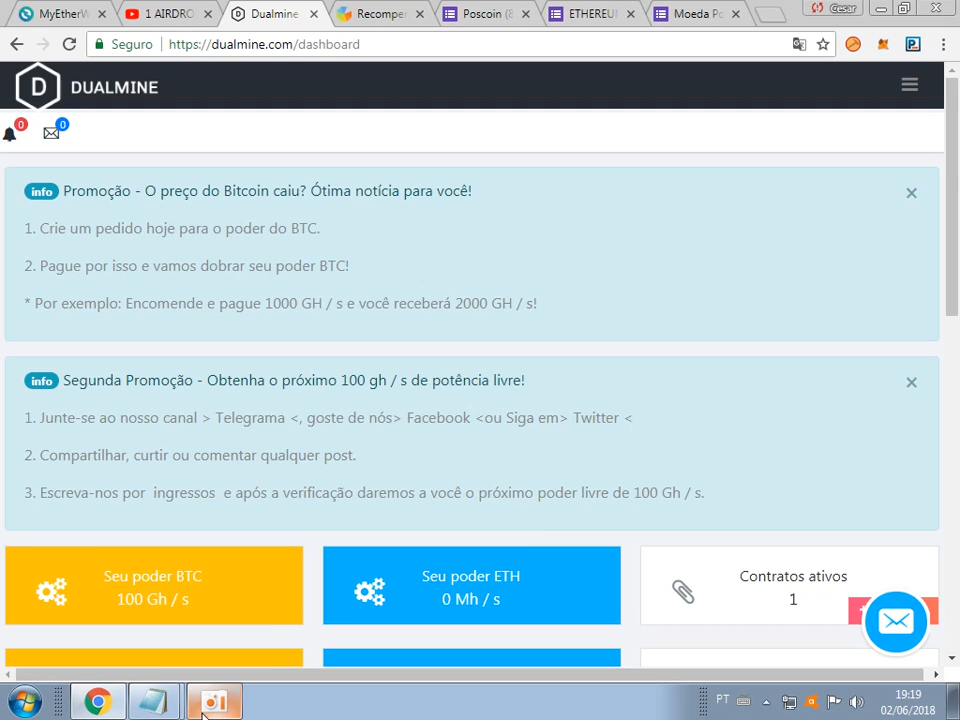 MyEtherW
1 AIRDRO
Dualmine
Recompe
Poscoin (8
ETHEREU
Moeda Po
Cesar
Seguro
https://dualmine.com/dashboard
D
DUALMINE
0
0
info Promoção - O preço do Bitcoin caiu? Ótima notícia para você!
1. Crie um pedido hoje para o poder do BTC.
2. Pague por isso e vamos dobrar seu poder BTC!
* Por exemplo: Encomende e pague 1000 GH / s e você receberá 2000 GH / s!
info Segunda Promoção - Obtenha o próximo 100 gh / s de potência livre!
1. Junte-se ao nosso canal > Telegrama <, goste de nós> Facebook <ou Siga em> Twitter <
2. Compartilhar, curtir ou comentar qualquer post.
3. Escreva-nos por ingressos e após a verificação daremos a você o próximo poder livre de 100 Gh / s.
Seu poder BTC
100 Gh / s
Seu poder ETH
0 Mh / s
Contratos ativos
1
PT
19:19
02/06/2018